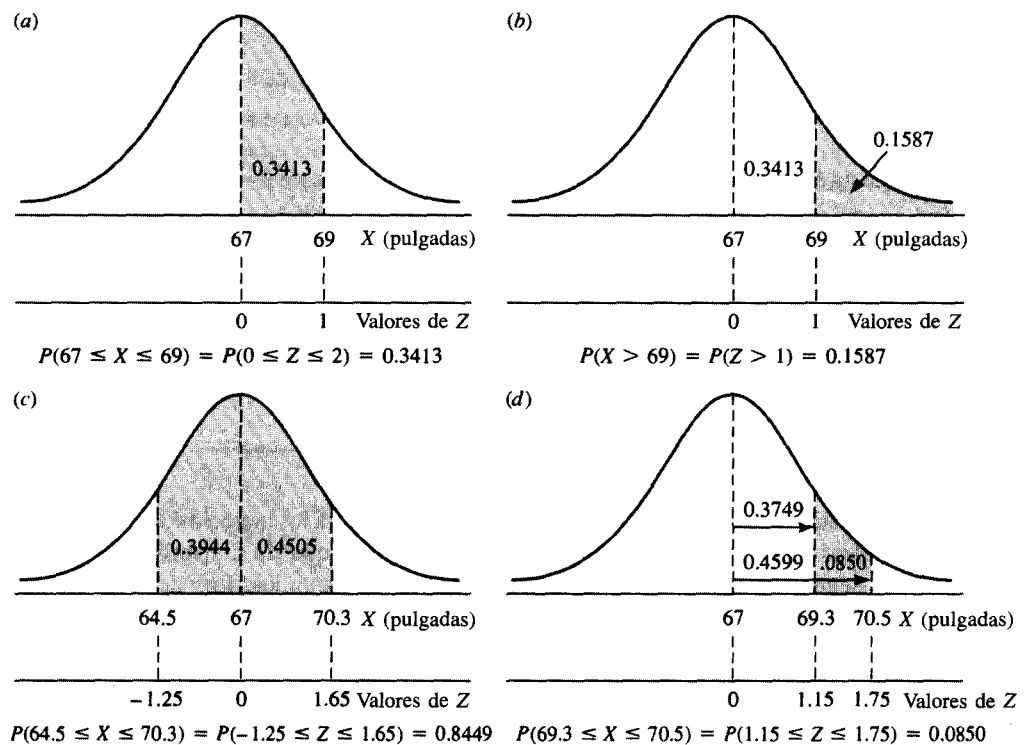 (a)
0.3413
67 69 X (pulgadas)
0 1 Valores de Z
P(67 ≤ X ≤ 69) = P(0 ≤ Z ≤ 2) = 0.3413
(b)
0.1587
0.3413
67 69 X (pulgadas)
0 1 Valores de Z
P(X > 69) = P(Z > 1) = 0.1587
(c)
0.3944 0.4505
64.5 67 70.3 X (pulgadas)
−1.25 0 1.65 Valores de Z
P(64.5 ≤ X ≤ 70.3) = P(−1.25 ≤ Z ≤ 1.65) = 0.8449
(d)
0.3749
0.4599 .0850
67 69.3 70.5 X (pulgadas)
0 1.15 1.75 Valores de Z
P(69.3 ≤ X ≤ 70.5) = P(1.15 ≤ Z ≤ 1.75) = 0.0850